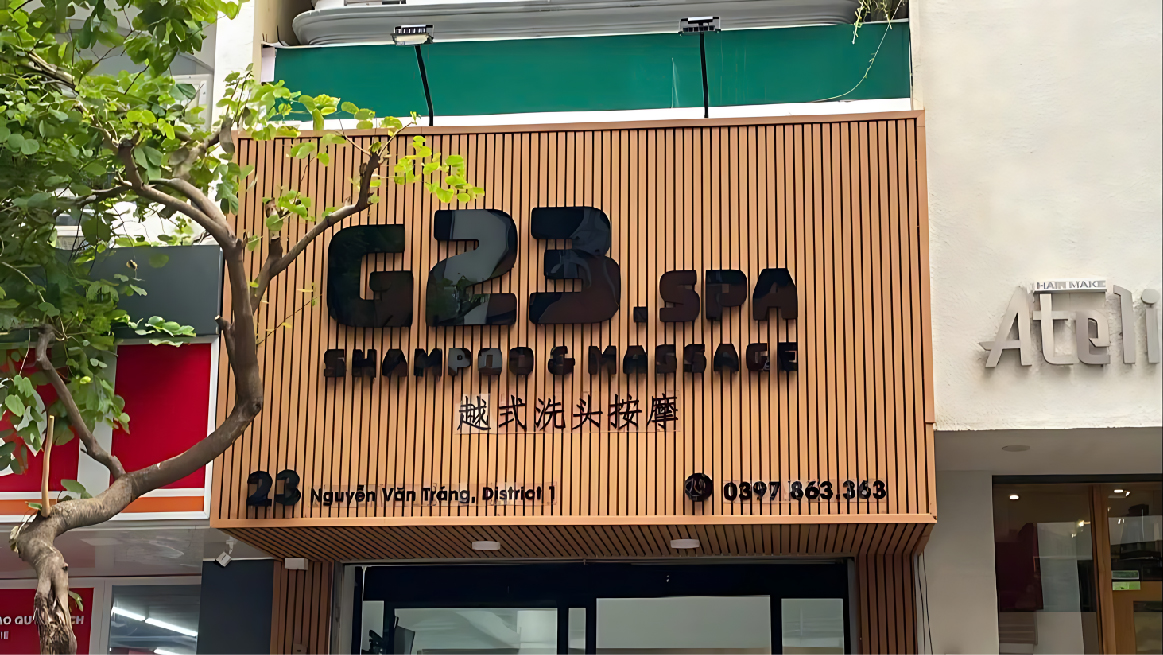 G23.SPA
SHAMPOO & MASSAGE
越式洗头按摩
23 Nguyễn Văn Tráng, District 1
0397.863.363
HAIR MAKE
Ateli